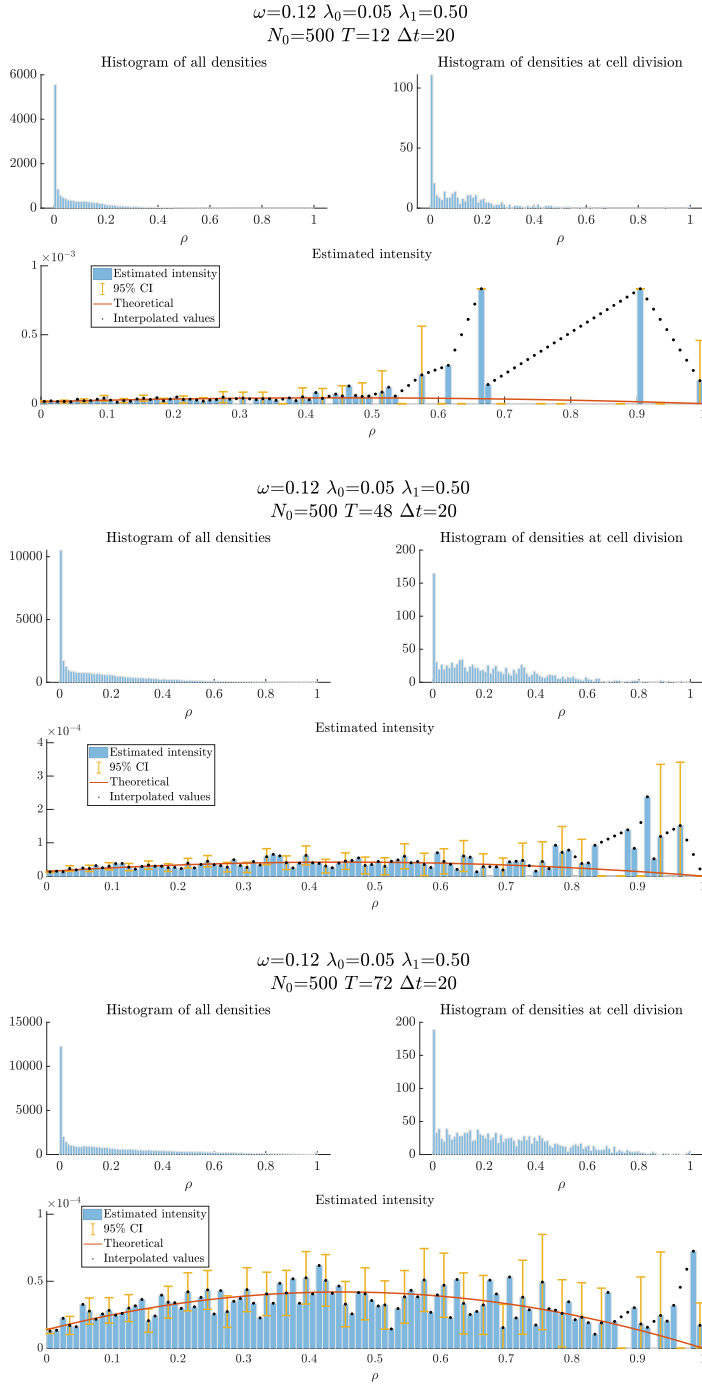 ω=0.12 λ₀=0.05 λ₁=0.50
N₀=500 T=12 Δt=20
Histogram of all densities
Histogram of densities at cell division
6000
4000
2000
0
0 0.2 0.4 0.6 0.8 1
ρ
100
50
0
0 0.2 0.4 0.6 0.8 1
ρ
Estimated intensity
×10⁻³
1
0.5
0
Estimated intensity
95% CI
Theoretical
Interpolated values
0 0.1 0.2 0.3 0.4 0.5 0.6 0.7 0.8 0.9 1
ρ
ω=0.12 λ₀=0.05 λ₁=0.50
N₀=500 T=48 Δt=20
Histogram of all densities
Histogram of densities at cell division
10000
5000
0
0 0.2 0.4 0.6 0.8 1
ρ
200
150
100
50
0
0 0.2 0.4 0.6 0.8 1
ρ
Estimated intensity
×10⁻⁴
4
3
2
1
0
Estimated intensity
95% CI
Theoretical
Interpolated values
0 0.1 0.2 0.3 0.4 0.5 0.6 0.7 0.8 0.9 1
ρ
ω=0.12 λ₀=0.05 λ₁=0.50
N₀=500 T=72 Δt=20
Histogram of all densities
Histogram of densities at cell division
15000
10000
5000
0
0 0.2 0.4 0.6 0.8 1
ρ
200
150
100
50
0
0 0.2 0.4 0.6 0.8 1
ρ
Estimated intensity
×10⁻⁴
1
0.5
0
Estimated intensity
95% CI
Theoretical
Interpolated values
0 0.1 0.2 0.3 0.4 0.5 0.6 0.7 0.8 0.9 1
ρ